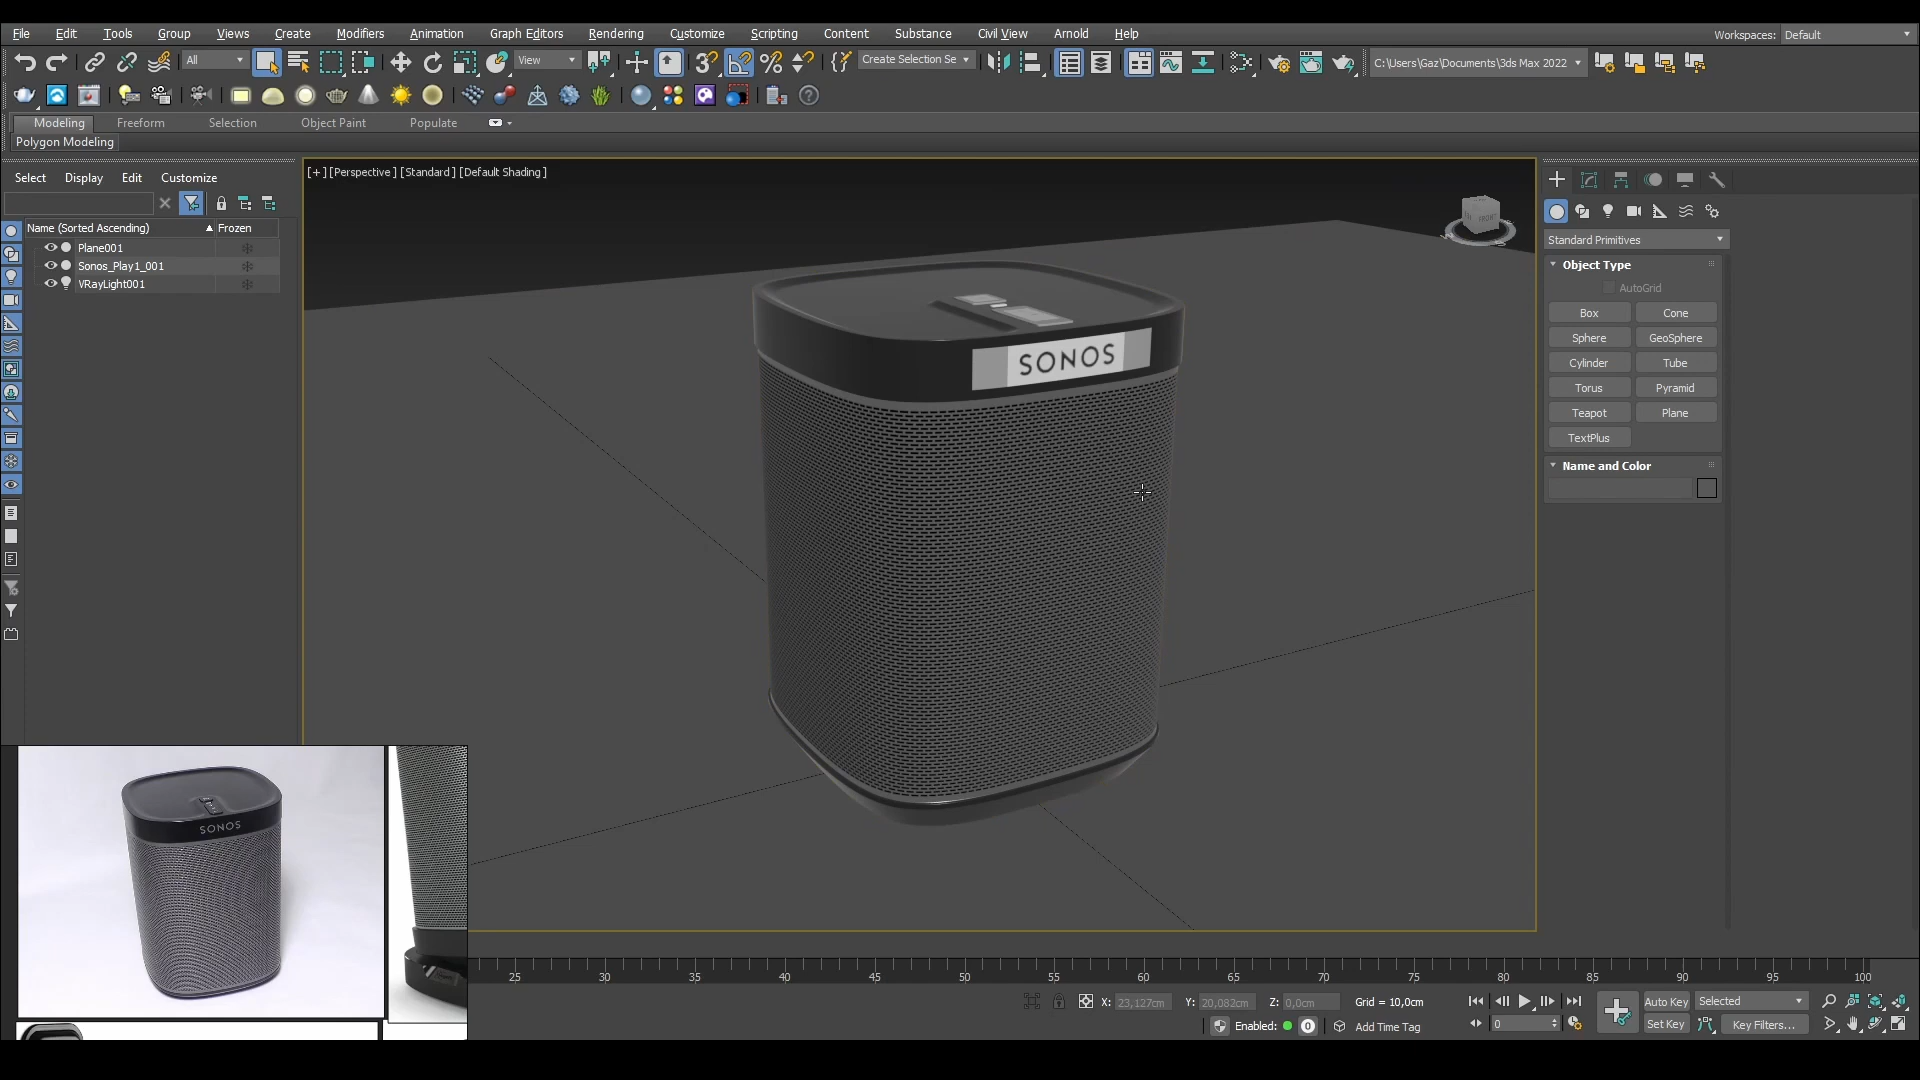 File Edit Tools Group Views Create Modifiers Animation Graph Editors Rendering Customize Scripting Content Substance Civil View Arnold Help
Workspaces: Default
All View Create Selection Se C:\Users\Gaz\Documents\3ds Max 2022
Modeling Freeform Selection Object Paint Populate
Polygon Modeling
Select Display Edit Customize
Name (Sorted Ascending) Frozen
Plane001
Sonos_Play1_001
VRayLight001
[+] [Perspective] [Standard] [Default Shading]
FRONT
SONOS
SONOS
Standard Primitives
Object Type
AutoGrid
Box Cone
Sphere GeoSphere
Cylinder Tube
Torus Pyramid
Teapot Plane
TextPlus
Name and Color
25 30 35 40 45 50 55 60 65 70 75 80 85 90 95 100
X: 23,127cm Y: 20,082cm Z: 0,0cm Grid = 10,0cm
Enabled: 0 Add Time Tag
0
Auto Key Selected
Set Key Key Filters...